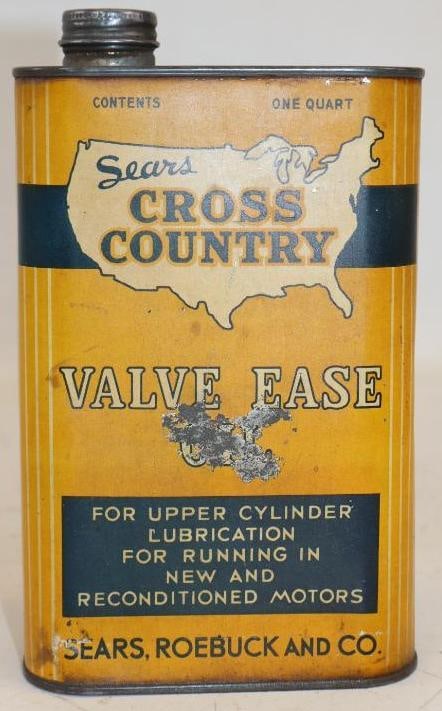 CONTENTS ONE QUART
Sears
CROSS
COUNTRY
VALVE EASE
FOR UPPER CYLINDER
LUBRICATION
FOR RUNNING IN
NEW AND
RECONDITIONED MOTORS
SEARS, ROEBUCK AND CO.